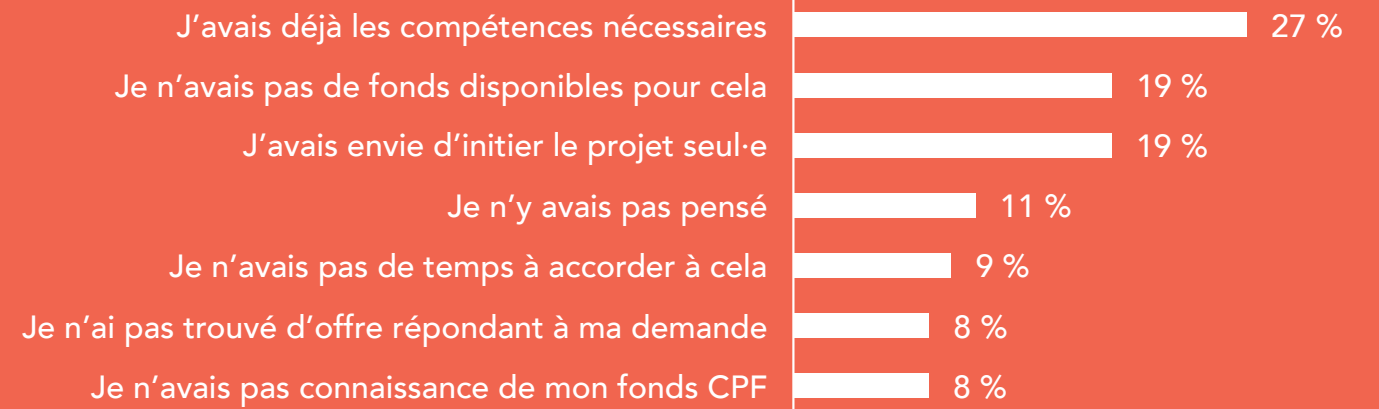 J’avais déjà les compétences nécessaires 27 %
Je n’avais pas de fonds disponibles pour cela 19 %
J’avais envie d’initier le projet seul·e 19 %
Je n’y avais pas pensé 11 %
Je n’avais pas de temps à accorder à cela 9 %
Je n’ai pas trouvé d’offre répondant à ma demande 8 %
Je n’avais pas connaissance de mon fonds CPF 8 %